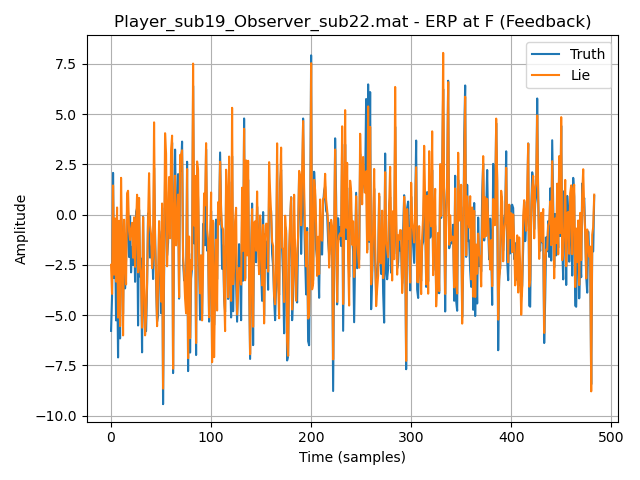 Player_sub19_Observer_sub22.mat - ERP at F (Feedback)
Truth
Lie
Amplitude
7.5
5.0
2.5
0.0
−2.5
−5.0
−7.5
−10.0
0
100
200
300
400
500
Time (samples)